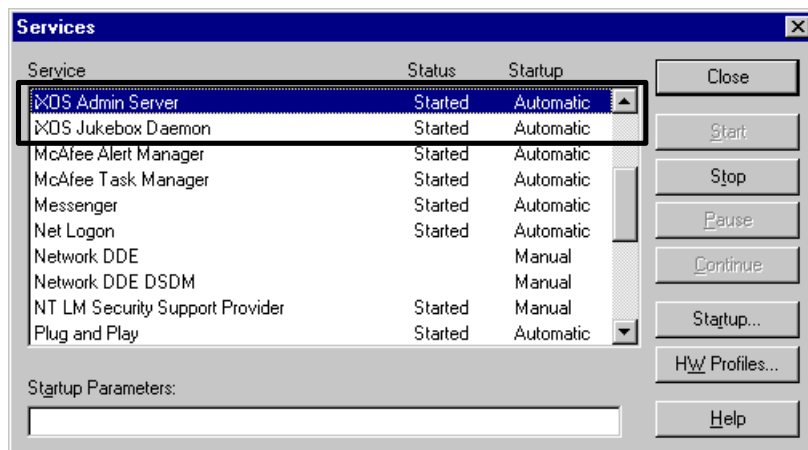 Services
Service Status Startup Close
iXOS Admin Server Started Automatic
iXOS Jukebox Daemon Started Automatic Start
McAfee Alert Manager Started Automatic
McAfee Task Manager Started Automatic Stop
Messenger Started Automatic
Net Logon Started Automatic Pause
Network DDE Manual
Network DDE DSDM Manual Continue
NT LM Security Support Provider Started Manual
Plug and Play Started Automatic Startup...
HW Profiles...
Startup Parameters:
Help